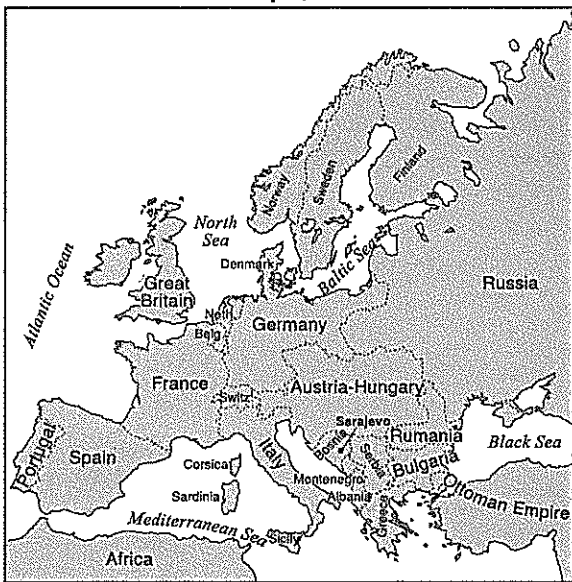 Norway
Sweden
Finland
North
Sea
Baltic Sea
Denmark
Atlantic Ocean
Great
Britain
Russia
Neth
Belg
Germany
France
Switz
Austria-Hungary
Sarajevo
Bosnia
Serbia
Rumania
Black Sea
Bulgaria
Portugal
Spain
Italy
Corsica
Montenegro
Albania
Greece
Ottoman Empire
Sardinia
Mediterranean Sea
Sicily
Africa